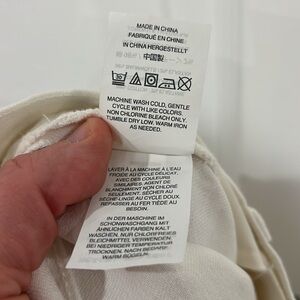 MADE IN CHINA
FABRIQUÉ EN CHINE
IN CHINA HERGESTELLT
中国製
MACHINE WASH COLD, GENTLE
CYCLE WITH LIKE COLORS.
NON CHLORINE BLEACH ONLY.
TUMBLE DRY LOW. WARM IRON
AS NEEDED.
LAVER À LA MACHINE À L'EAU
FROIDE AU CYCLE DÉLICAT,
AVEC DES COULEURS
SIMILAIRES. AGENT DE
BLANCHIMENT NON CHLORÉ
SEULEMENT. SÉCHER AU
SÈCHE-LINGE AU CYCLE DOUX.
REPASSER AU FER TIÈDE AU
BESOIN.
IN DER MASCHINE IM
SCHONWASCHGANG MIT
ÄHNLICHEN FARBEN KALT
WASCHEN. NUR CHLORFREIES
BLEICHMITTEL VERWENDEN.
BEI NIEDRIGER TEMPERATUR
TROCKNEN. NACH BEDARF
WARM BÜGELN.